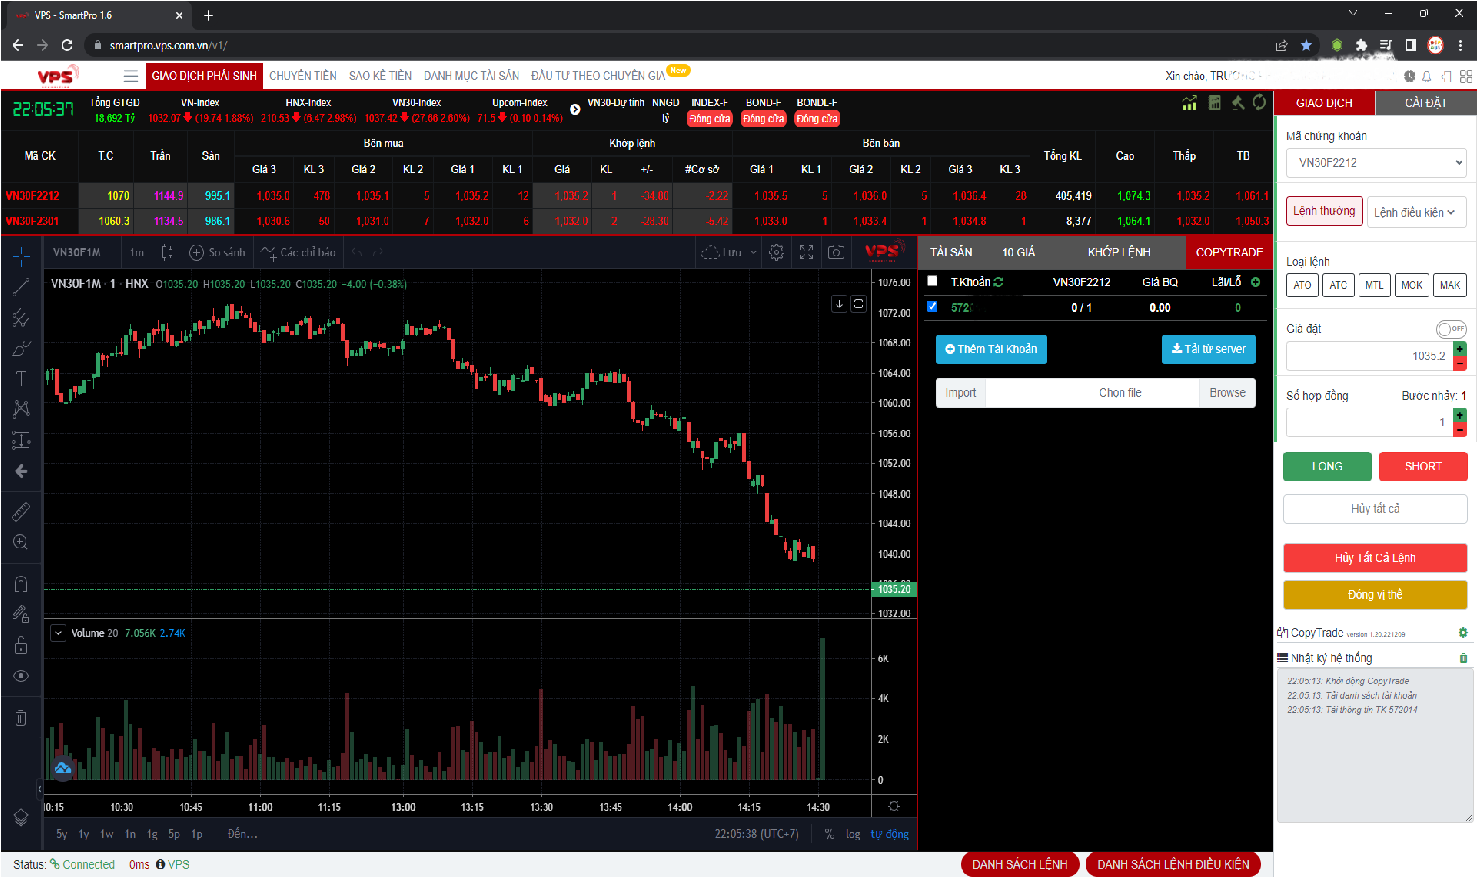 VPS - SmartPro 1.6
smartpro.vps.com.vn/v1/
VPS GIAO DỊCH PHÁI SINH CHUYỂN TIỀN SAO KÊ TIỀN DANH MỤC TÀI SẢN ĐẦU TƯ THEO CHUYÊN GIA New Xin chào,
22:05:37 Tổng GTGD VN-Index HNX-Index VN30-Index Upcom-Index VN30-Dự tính NNGD INDEX-F BOND-F BONDL-F
18,692 Tỷ 1032.07 (19.74 1.88%) 210.53 (6.47 2.98%) 1037.42 (27.66 2.60%) 71.5 (0.10 0.14%) lý Đóng cửa Đóng cửa Đóng cửa
Mã CK T.C Trần Sàn Bên mua Khớp lệnh Bên bán Tổng KL Cao Thấp TB
Giá 3 KL 3 Giá 2 KL 2 Giá 1 KL 1 Giá KL +/- #Cơ sở Giá 1 KL 1 Giá 2 KL 2 Giá 3 KL 3
VN30F2212 1070 1144.9 995.1 1,035.0 478 1,035.1 5 1,035.2 12 1,035.2 1 -34.80 -2.22 1,035.5 5 1,036.0 5 1,036.4 28 405,419 1,074.3 1,035.2 1,061.1
VN30F2301 1060.3 1134.5 986.1 1,030.6 50 1,031.0 7 1,032.0 6 1,032.0 2 -28.30 -5.42 1,033.0 1 1,033.4 1 1,034.8 1 8,377 1,064.1 1,032.0 1,050.3
VN30F1M 1m So sánh Các chỉ báo Lưu VPS
VN30F1M · 1 · HNX O1035.20 H1035.20 L1035.20 C1035.20 -4.00 (-0.38%)
1076.00
1072.00
1068.00
1064.00
1060.00
1056.00
1052.00
1048.00
1044.00
1040.00
1035.20
1032.00
Volume 20 7.056K 2.74K
6K
4K
2K
0
10:15 10:30 10:45 11:00 11:15 13:00 13:15 13:30 13:45 14:00 14:15 14:30
5y 1y 1w 1n 1g 5p 1p Đến... 22:05:38 (UTC+7) % log tự động
TÀI SẢN 10 GIÁ KHỚP LỆNH COPYTRADE
T.Khoản VN30F2212 Giá BQ Lãi/Lỗ
572 0 / 1 0.00 0
Thêm Tài Khoản Tải từ server
Import Chọn file Browse
GIAO DỊCH CÀI ĐẶT
Mã chứng khoán
VN30F2212
Lệnh thường Lệnh điều kiện
Loại lệnh
ATO ATC MTL MOK MAK
Giá đặt OFF
1035.2 + −
Số hợp đồng Bước nhảy: 1
1 + −
LONG SHORT
Hủy tất cả
Hủy Tất Cả Lệnh
Đóng vị thế
CopyTrade version 1.20.221209
Nhật ký hệ thống
22:05:13: Khởi động CopyTrade
22:05:13: Tải danh sách tài khoản
22:05:13: Tải thông tin TK 572014
Status: Connected 0ms VPS DANH SÁCH LỆNH DANH SÁCH LỆNH ĐIỀU KIỆN